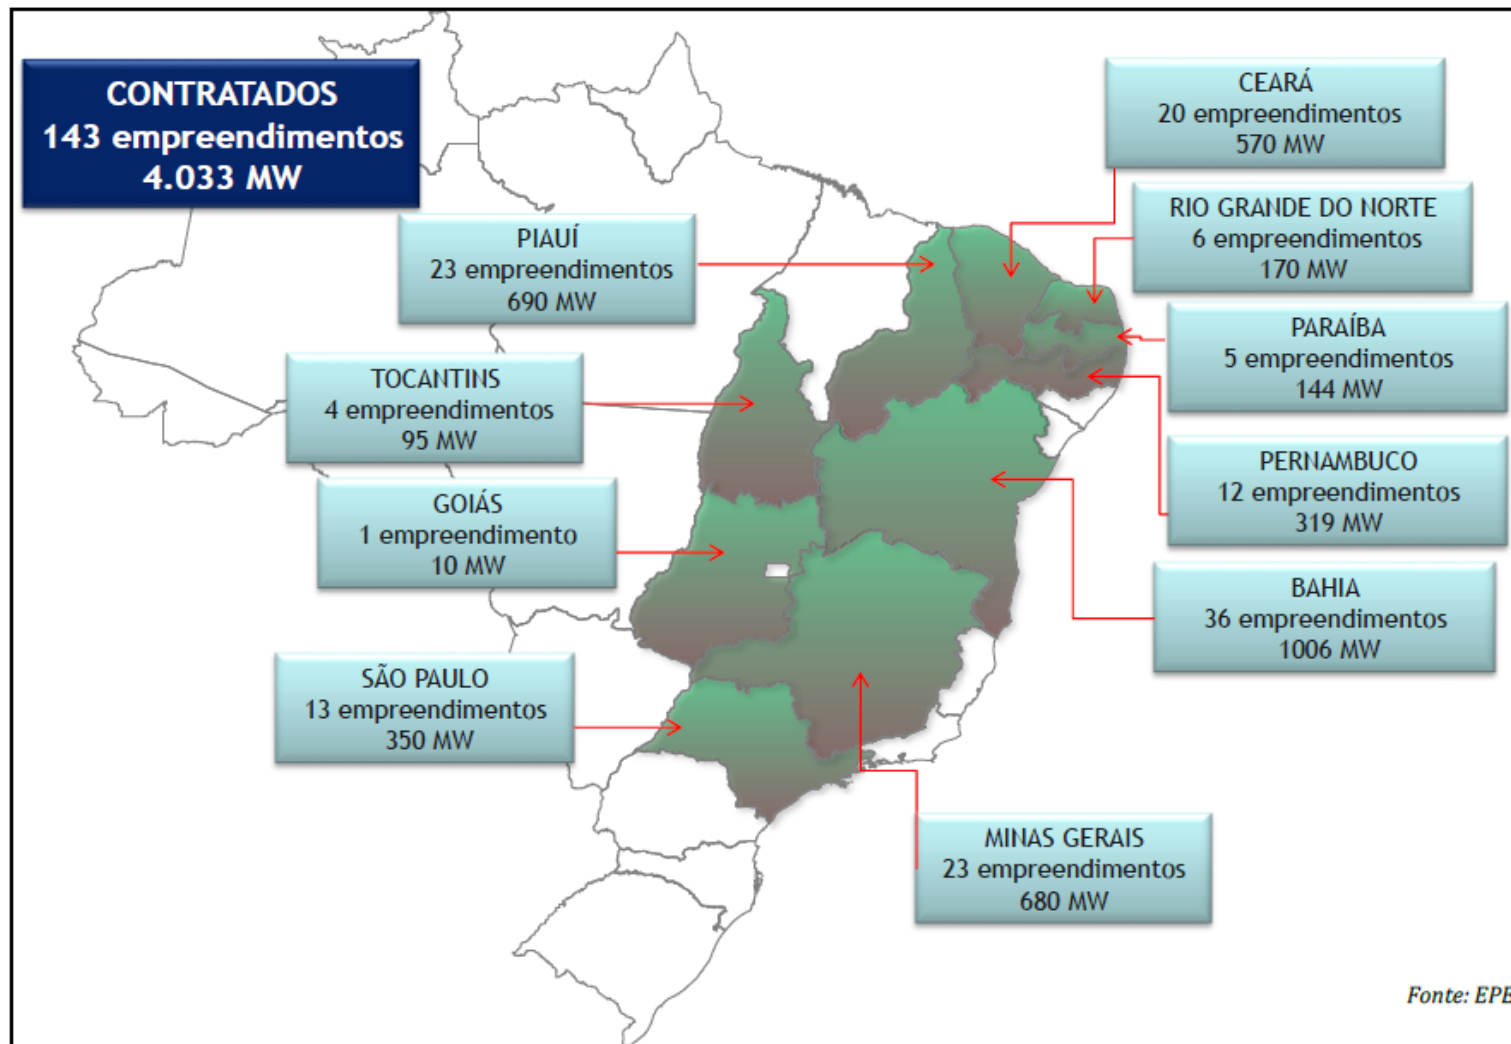 CONTRATADOS
143 empreendimentos
4.033 MW
CEARÁ
20 empreendimentos
570 MW
RIO GRANDE DO NORTE
6 empreendimentos
170 MW
PIAUÍ
23 empreendimentos
690 MW
PARAÍBA
5 empreendimentos
144 MW
TOCANTINS
4 empreendimentos
95 MW
PERNAMBUCO
12 empreendimentos
319 MW
GOIÁS
1 empreendimento
10 MW
BAHIA
36 empreendimentos
1006 MW
SÃO PAULO
13 empreendimentos
350 MW
MINAS GERAIS
23 empreendimentos
680 MW
Fonte: EPE